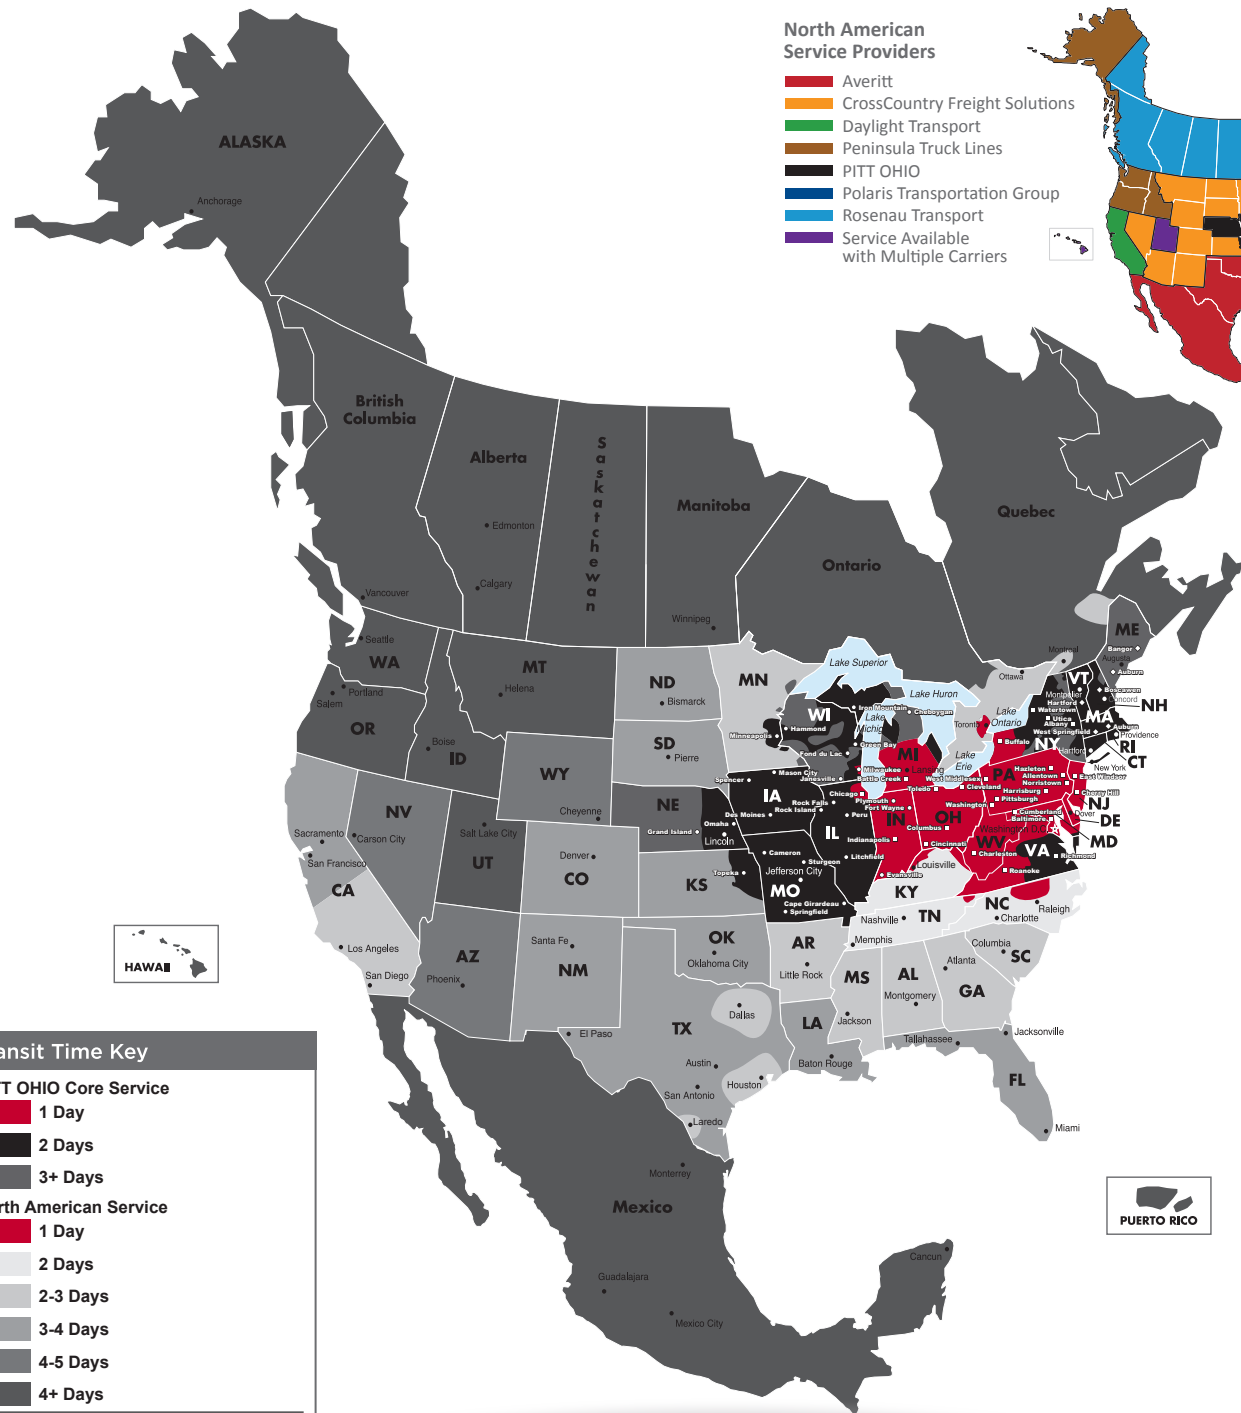 North American
Service Providers
Averitt
CrossCountry Freight Solutions
Daylight Transport
Peninsula Truck Lines
PITT OHIO
Polaris Transportation Group
Rosenau Transport
Service Available
with Multiple Carriers
ALASKA
Anchorage
British
Columbia
Alberta
Saskatchewan
Manitoba
Ontario
Quebec
Edmonton
Calgary
Vancouver
Winnipeg
Seattle
WA
Portland
Salem
OR
Boise
ID
MT
Helena
ND
Bismarck
SD
Pierre
MN
Minneapolis
WY
Cheyenne
NE
Grand Island
Omaha
Lincoln
NV
Sacramento
Carson City
San Francisco
CA
Los Angeles
San Diego
Salt Lake City
UT
Denver
CO
KS
Topeka
AZ
Phoenix
Santa Fe
NM
OK
Oklahoma City
TX
El Paso
Dallas
Austin
San Antonio
Houston
Laredo
Lake Superior
Lake Huron
Lake
Michig
Lake
Ontario
Lake
Erie
WI
Hammond
Iron Mountain
Cheboygan
Green Bay
Fond du Lac
Janesville
Milwaukee
MI
Lansing
Battle Creek
Spencer
Mason City
IA
Des Moines
Rock Falls
Rock Island
Chicago
IL
Peru
Litchfield
Plymouth
Fort Wayne
IN
Indianapolis
Evansville
Toledo
West Middlesex
Cleveland
OH
Columbus
Cincinnati
Cameron
Sturgeon
Jefferson City
MO
Cape Girardeau
Springfield
Louisville
KY
Nashville
TN
Memphis
AR
Little Rock
MS
Jackson
AL
Montgomery
LA
Baton Rouge
Atlanta
GA
Columbia
SC
NC
Charlotte
Raleigh
Tallahassee
Jacksonville
FL
Miami
WV
Charleston
VA
Richmond
Roanoke
Washington
Pittsburgh
PA
Hazleton
Allentown
Norristown
Harrisburg
Cumberland
Baltimore
Washington D.C.
Dover
East Windsor
Cherry Hill
NJ
DE
MD
Toronto
Ottawa
Montreal
Buffalo
NY
Watertown
Utica
Albany
West Springfield
Hartford
New York
Providence
RI
CT
MA
Auburn
Hartford
Montpelier
VT
Boscawen
Concord
NH
ME
Bangor
Augusta
Auburn
HAWAII
PUERTO RICO
Mexico
Monterrey
Guadalajara
Mexico City
Cancun
ansit Time Key
TT OHIO Core Service
1 Day
2 Days
3+ Days
rth American Service
1 Day
2 Days
2-3 Days
3-4 Days
4-5 Days
4+ Days